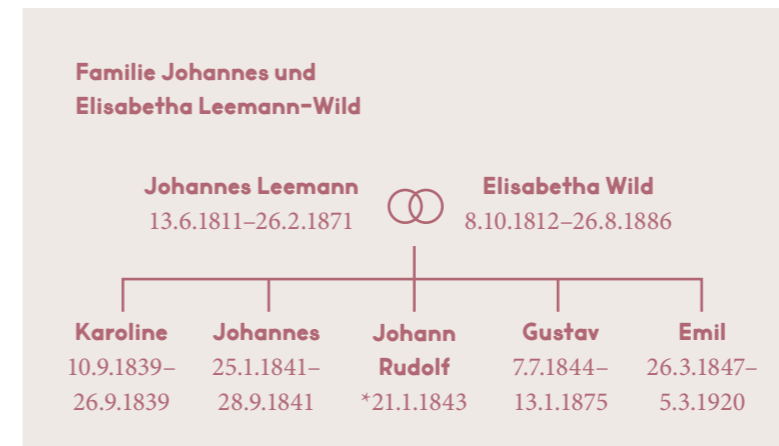 Familie Johannes und
Elisabetha Leemann-Wild
Johannes Leemann
13.6.1811–26.2.1871
Elisabetha Wild
8.10.1812–26.8.1886
Karoline
10.9.1839–
26.9.1839
Johannes
25.1.1841–
28.9.1841
Johann
Rudolf
*21.1.1843
Gustav
7.7.1844–
13.1.1875
Emil
26.3.1847–
5.3.1920